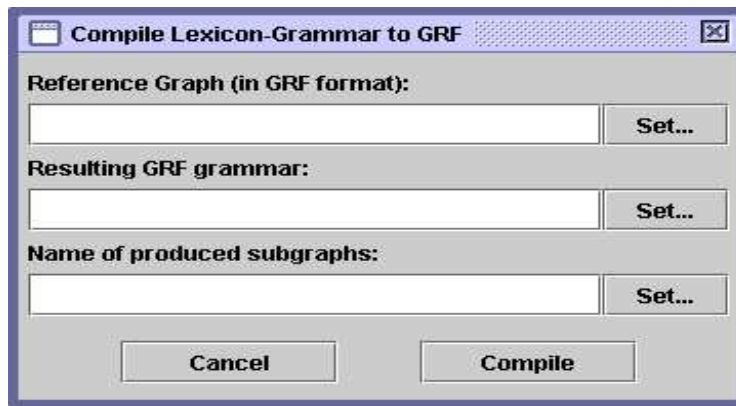 Compile Lexicon-Grammar to GRF
Reference Graph (in GRF format):
Set...
Resulting GRF grammar:
Set...
Name of produced subgraphs:
Set...
Cancel Compile